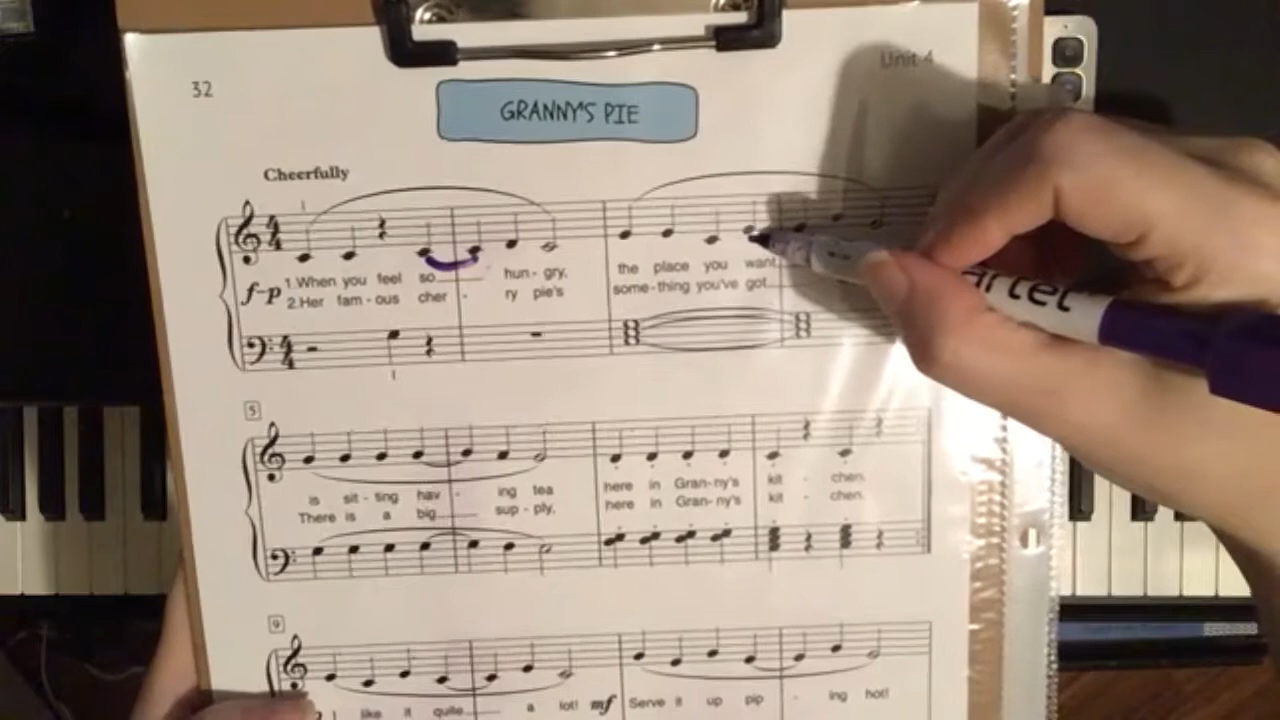 32
Unit 4
GRANNY'S PIE
Cheerfully
1
f-p 1.When you feel so hun - gry, the place you want
2.Her fam - ous cher - ry pie's some - thing you've got
1
5
is sit - ting hav - ing tea here in Gran - ny's kit - chen.
There is a big sup - ply, here in Gran - ny's kit - chen.
9
I like it quite a lot! mf Serve it up pip - ing hot!